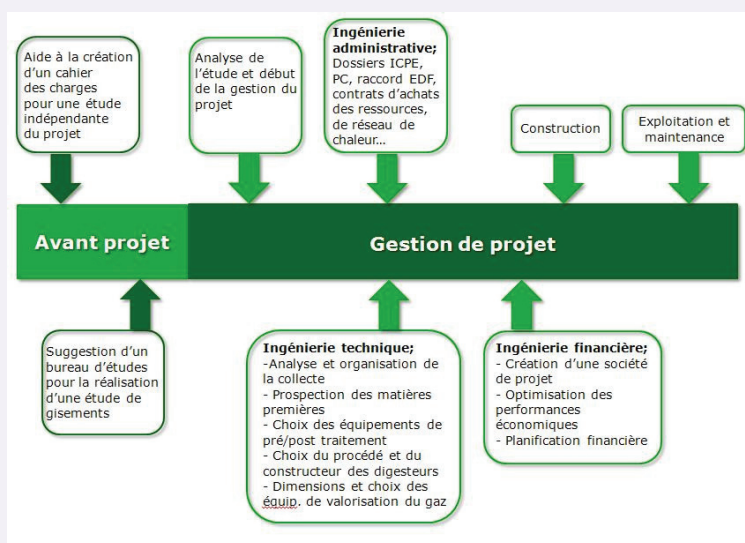 Aide à la création
d'un cahier
des charges
pour une étude
indépendante
du projet
Analyse de
l'étude et début
de la gestion du
projet
Ingénierie
administrative;
Dossiers ICPE,
PC, raccord EDF,
contrats d'achats
des ressources,
de réseau de
chaleur...
Construction
Exploitation et
maintenance
Avant projet
Gestion de projet
Suggestion d'un
bureau d'études
pour la réalisation
d'une étude de
gisements
Ingénierie technique;
-Analyse et organisation de
la collecte
- Prospection des matières
premières
- Choix des équipements de
pré/post traitement
- Choix du procédé et du
constructeur des digesteurs
- Dimensions et choix des
équip. de valorisation du gaz
Ingénierie financière;
- Création d'une société
de projet
- Optimisation des
performances
économiques
- Planification financière